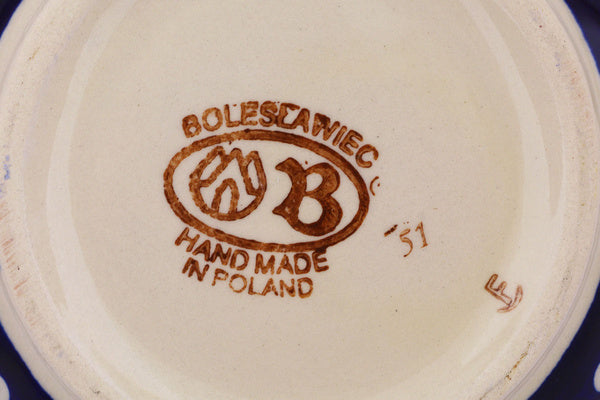 BOLESŁAWIEC
B
HAND MADE
IN POLAND
51